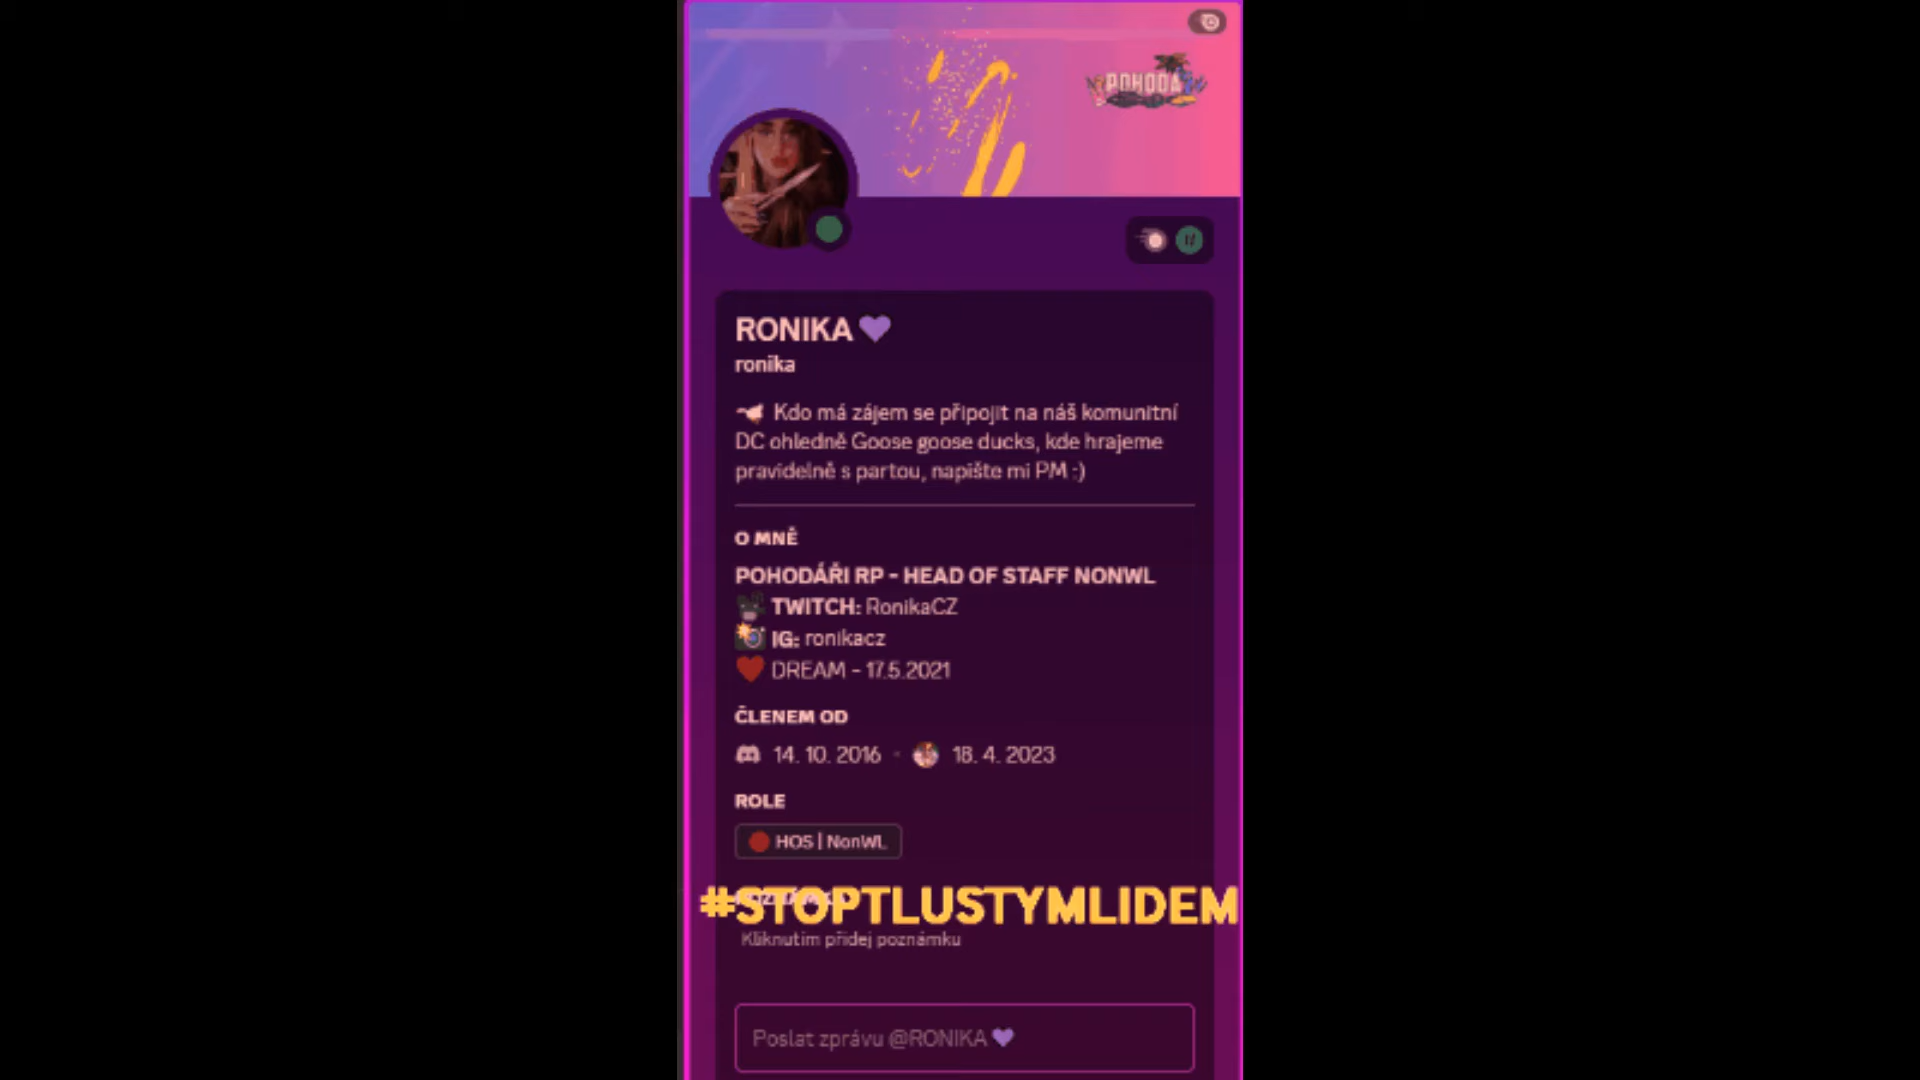 POHODA
RONIKA
ronika
Kdo má zájem se připojit na náš komunitní
DC ohledně Goose goose ducks, kde hrajeme
pravidelně s partou, napište mi PM :)
O MNĚ
POHODÁŘI RP - HEAD OF STAFF NONWL
TWITCH: RonikaCZ
IG: ronikacz
DREAM - 17.5.2021
ČLENEM OD
14. 10. 2016 18. 4. 2023
ROLE
HOS | NonWL
#STOPTLUSTYMLIDEM
Kliknutím přidej poznámku
Poslat zprávu @RONIKA